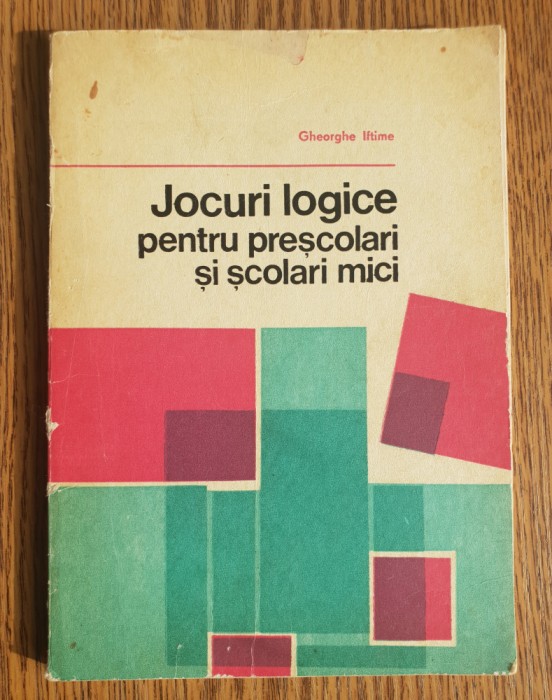 Gheorghe Iftime
Jocuri logice
pentru preșcolari
și școlari mici